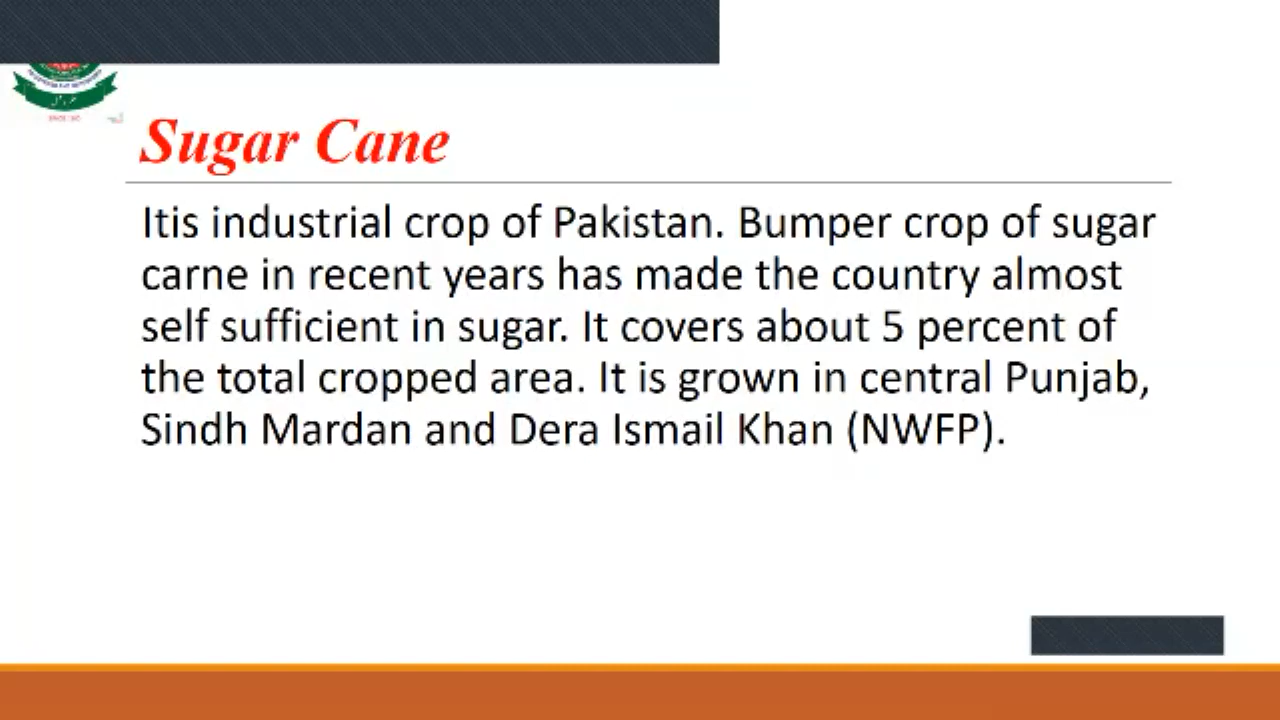 Sugar Cane
Itis industrial crop of Pakistan. Bumper crop of sugar
carne in recent years has made the country almost
self sufficient in sugar. It covers about 5 percent of
the total cropped area. It is grown in central Punjab,
Sindh Mardan and Dera Ismail Khan (NWFP).